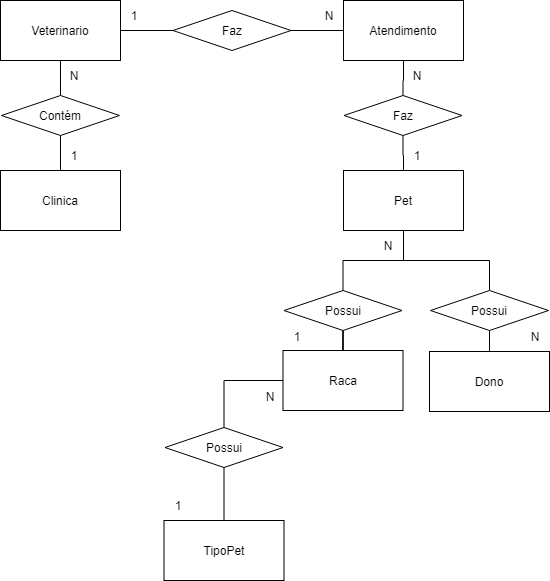 Veterinario
1
Faz
N
Atendimento
N
N
Contém
Faz
1
1
Clinica
Pet
N
Possui
Possui
1
N
Raca
Dono
N
Possui
1
TipoPet